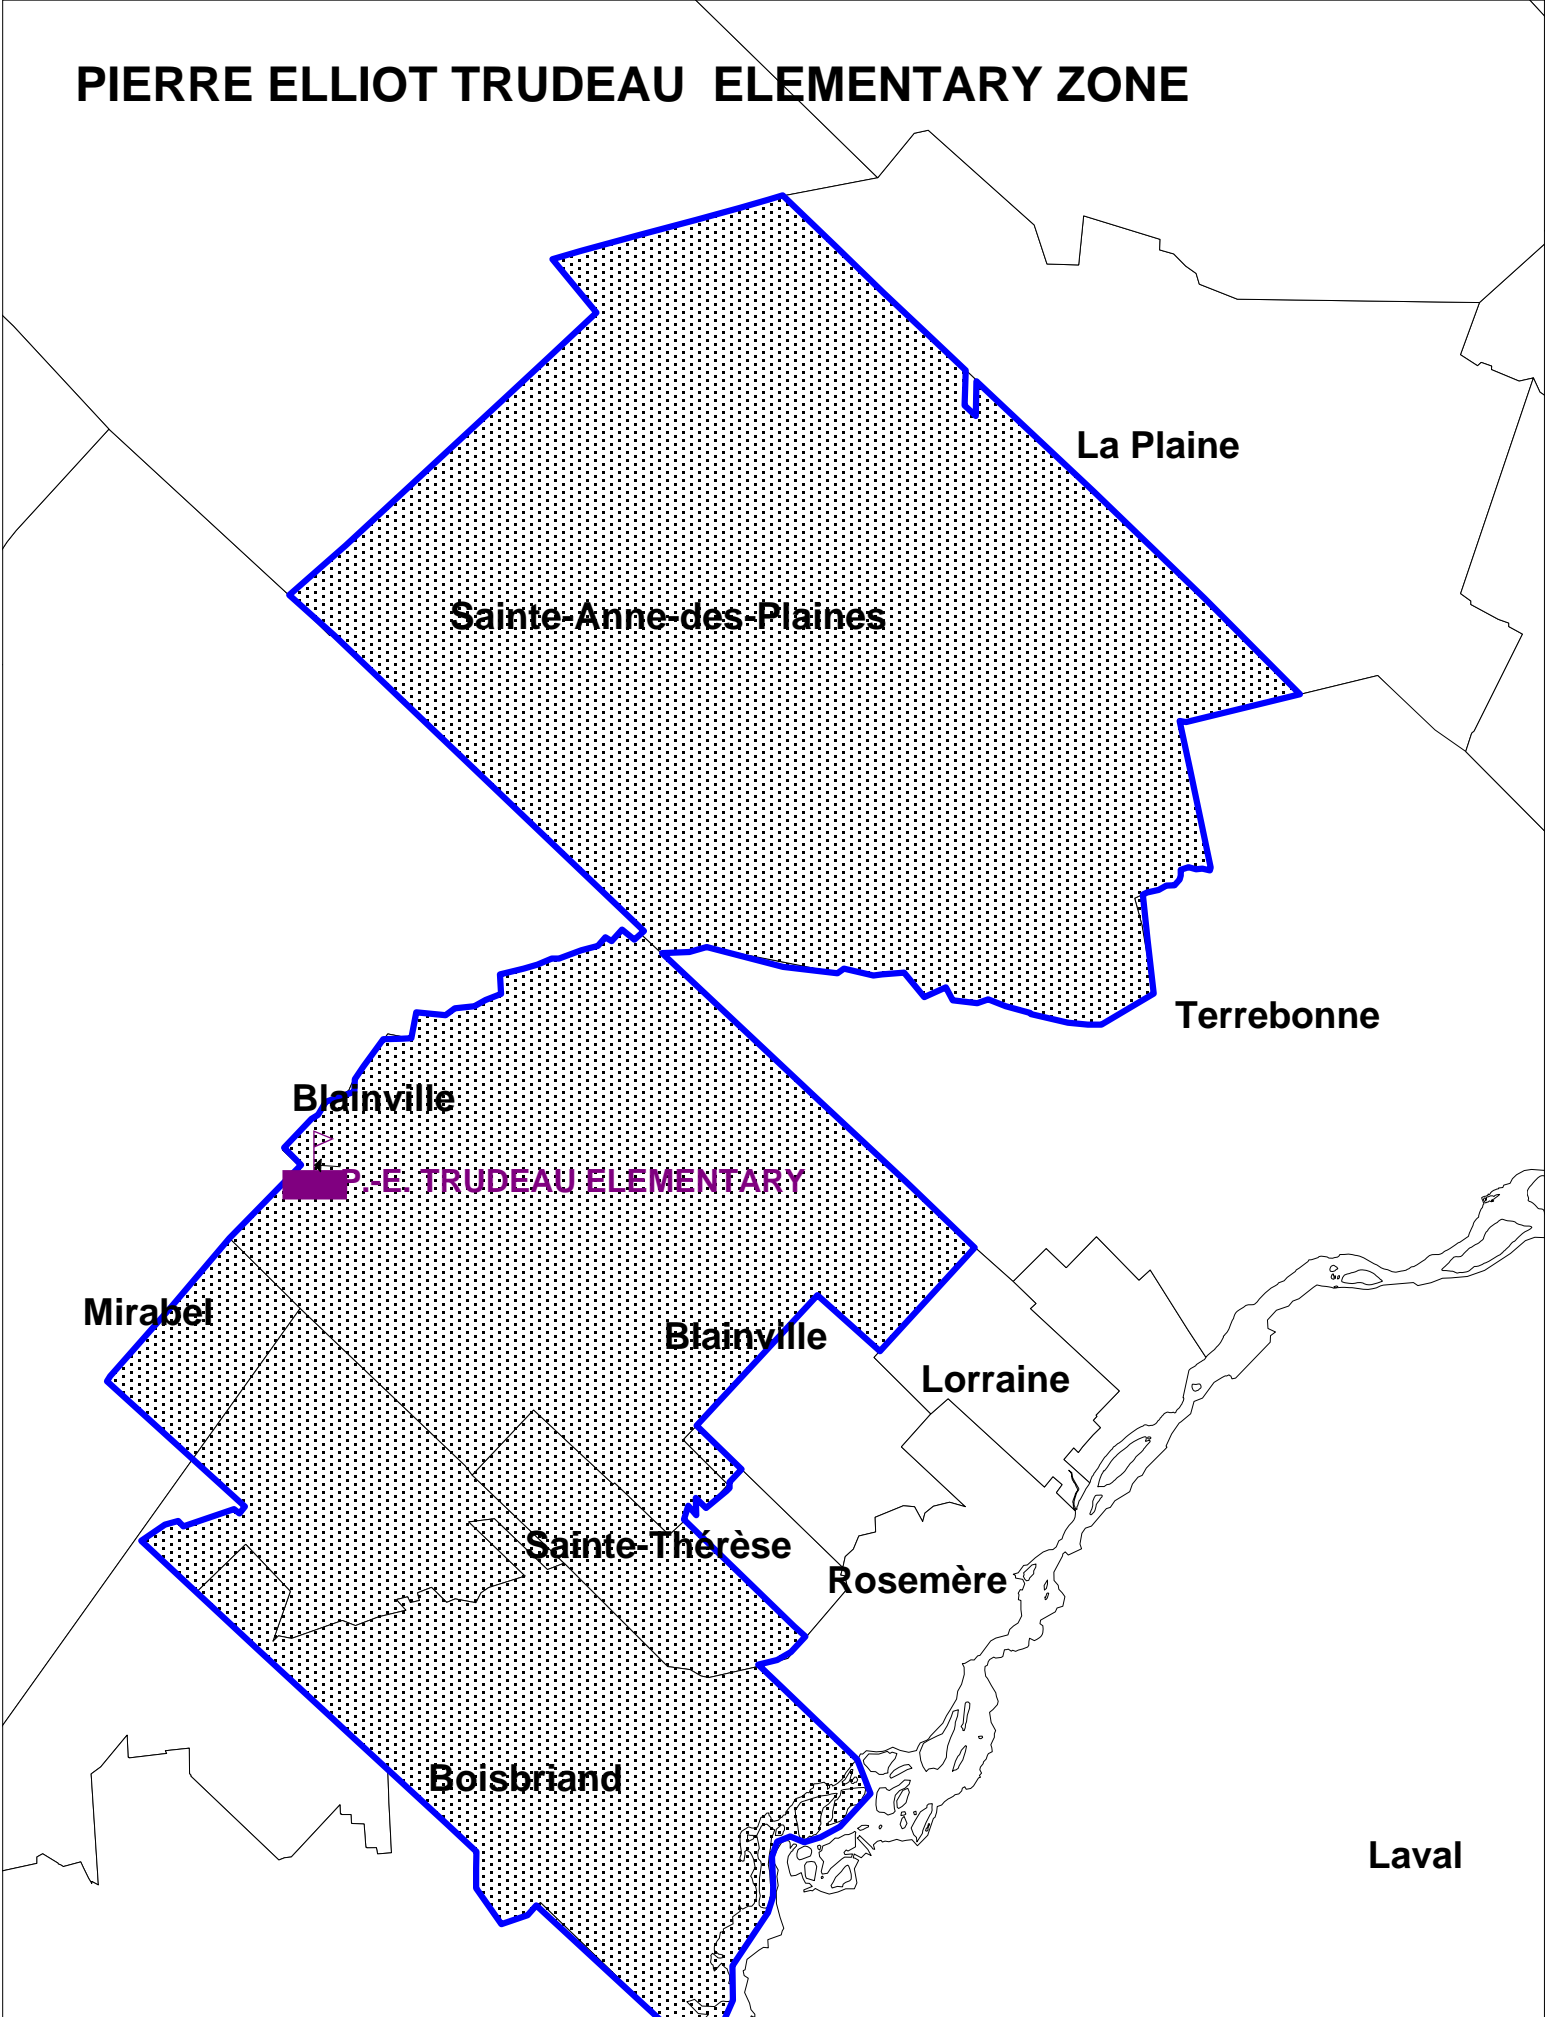 PIERRE ELLIOT TRUDEAU  ELEMENTARY ZONE
La Plaine
Sainte-Anne-des-Plaines
Terrebonne
Blainville
P.-E. TRUDEAU ELEMENTARY
Mirabel
Blainville
Lorraine
Sainte-Thérèse
Rosemère
Boisbriand
Laval